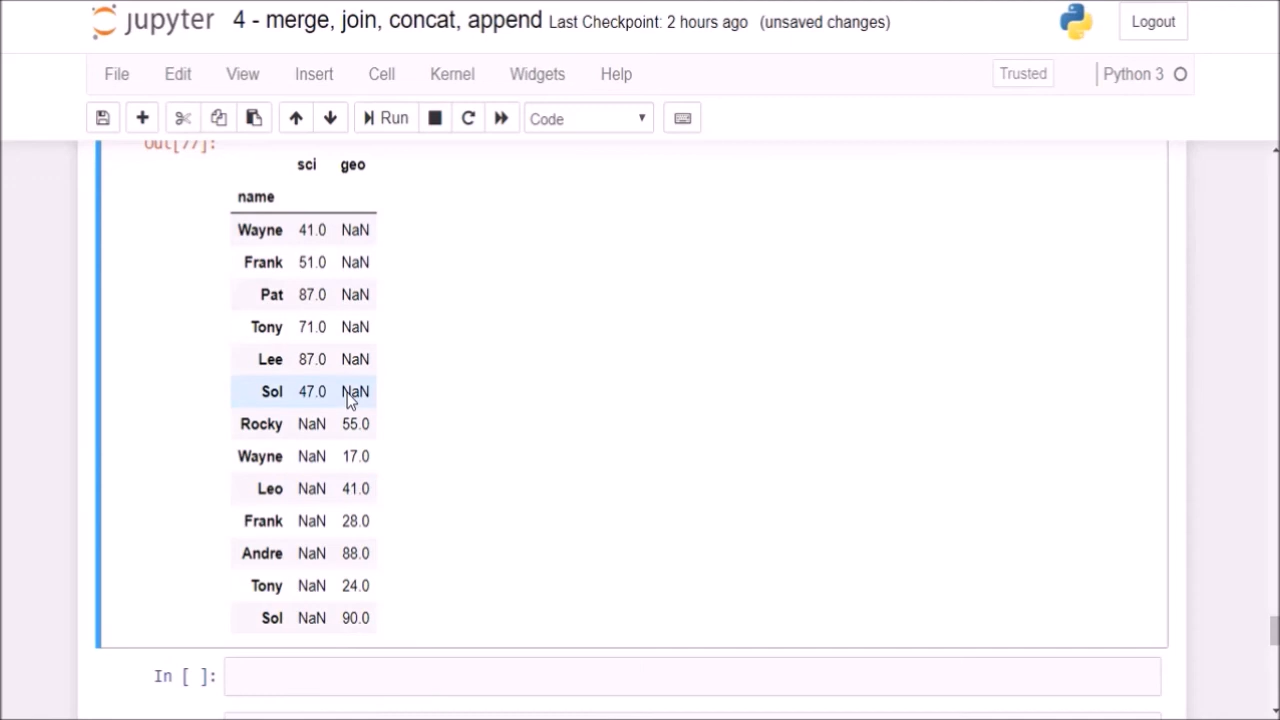 jupyter 4 - merge, join, concat, append Last Checkpoint: 2 hours ago (unsaved changes) Logout
File Edit View Insert Cell Kernel Widgets Help Trusted Python 3
Run Code
Out[77]:
sci geo
name
Wayne 41.0 NaN
Frank 51.0 NaN
Pat 87.0 NaN
Tony 71.0 NaN
Lee 87.0 NaN
Sol 47.0 NaN
Rocky NaN 55.0
Wayne NaN 17.0
Leo NaN 41.0
Frank NaN 28.0
Andre NaN 88.0
Tony NaN 24.0
Sol NaN 90.0
In [ ]: